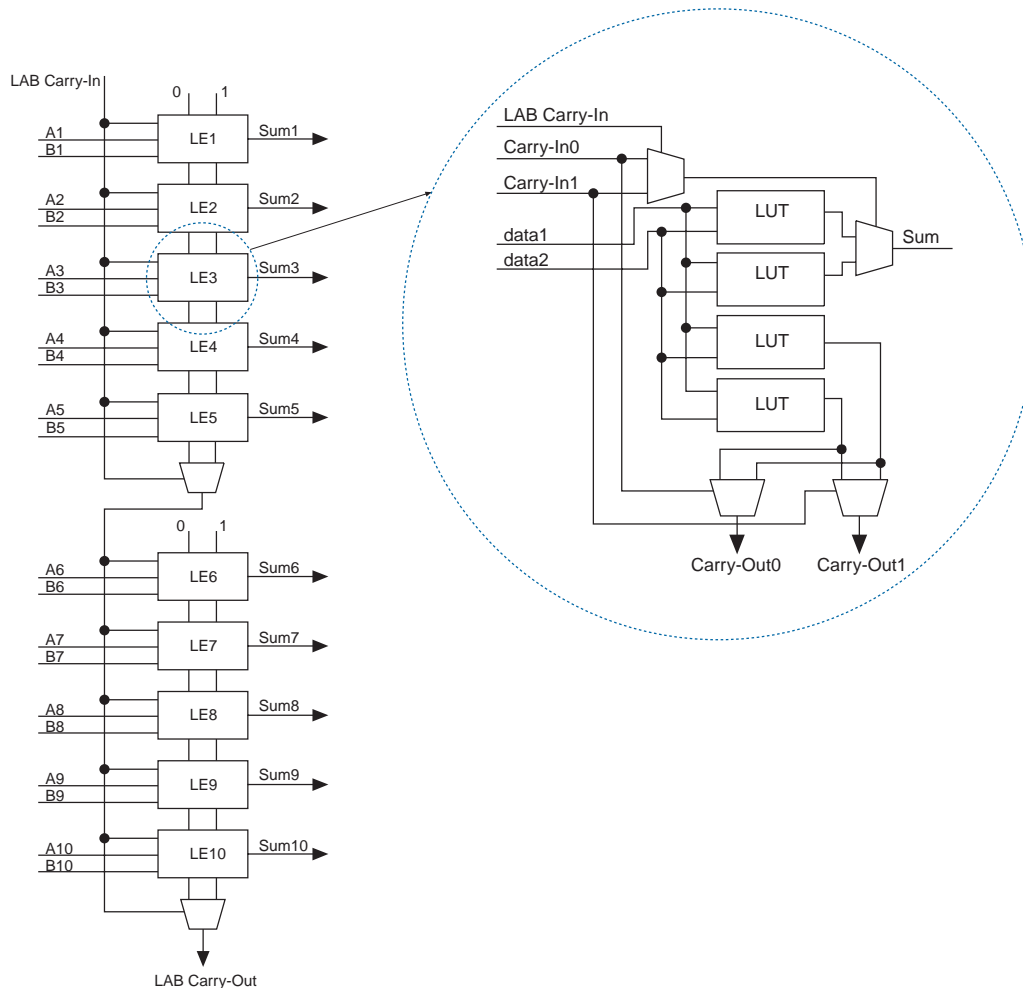 LAB Carry-In
0 1
A1
B1
LE1
Sum1
A2
B2
LE2
Sum2
A3
B3
LE3
Sum3
A4
B4
LE4
Sum4
A5
B5
LE5
Sum5
0 1
A6
B6
LE6
Sum6
A7
B7
LE7
Sum7
A8
B8
LE8
Sum8
A9
B9
LE9
Sum9
A10
B10
LE10
Sum10
LAB Carry-Out
LAB Carry-In
Carry-In0
Carry-In1
data1
data2
LUT
LUT
LUT
LUT
Sum
Carry-Out0
Carry-Out1